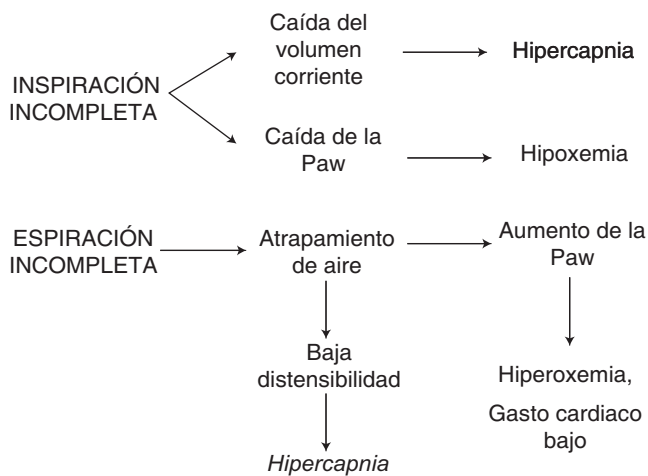 Caída del
volumen
corriente
Hipercapnia
INSPIRACIÓN
INCOMPLETA
Caída de la
Paw
Hipoxemia
ESPIRACIÓN
INCOMPLETA
Atrapamiento
de aire
Aumento de la
Paw
Baja
distensibilidad
Hiperoxemia,
Gasto cardiaco
bajo
Hipercapnia